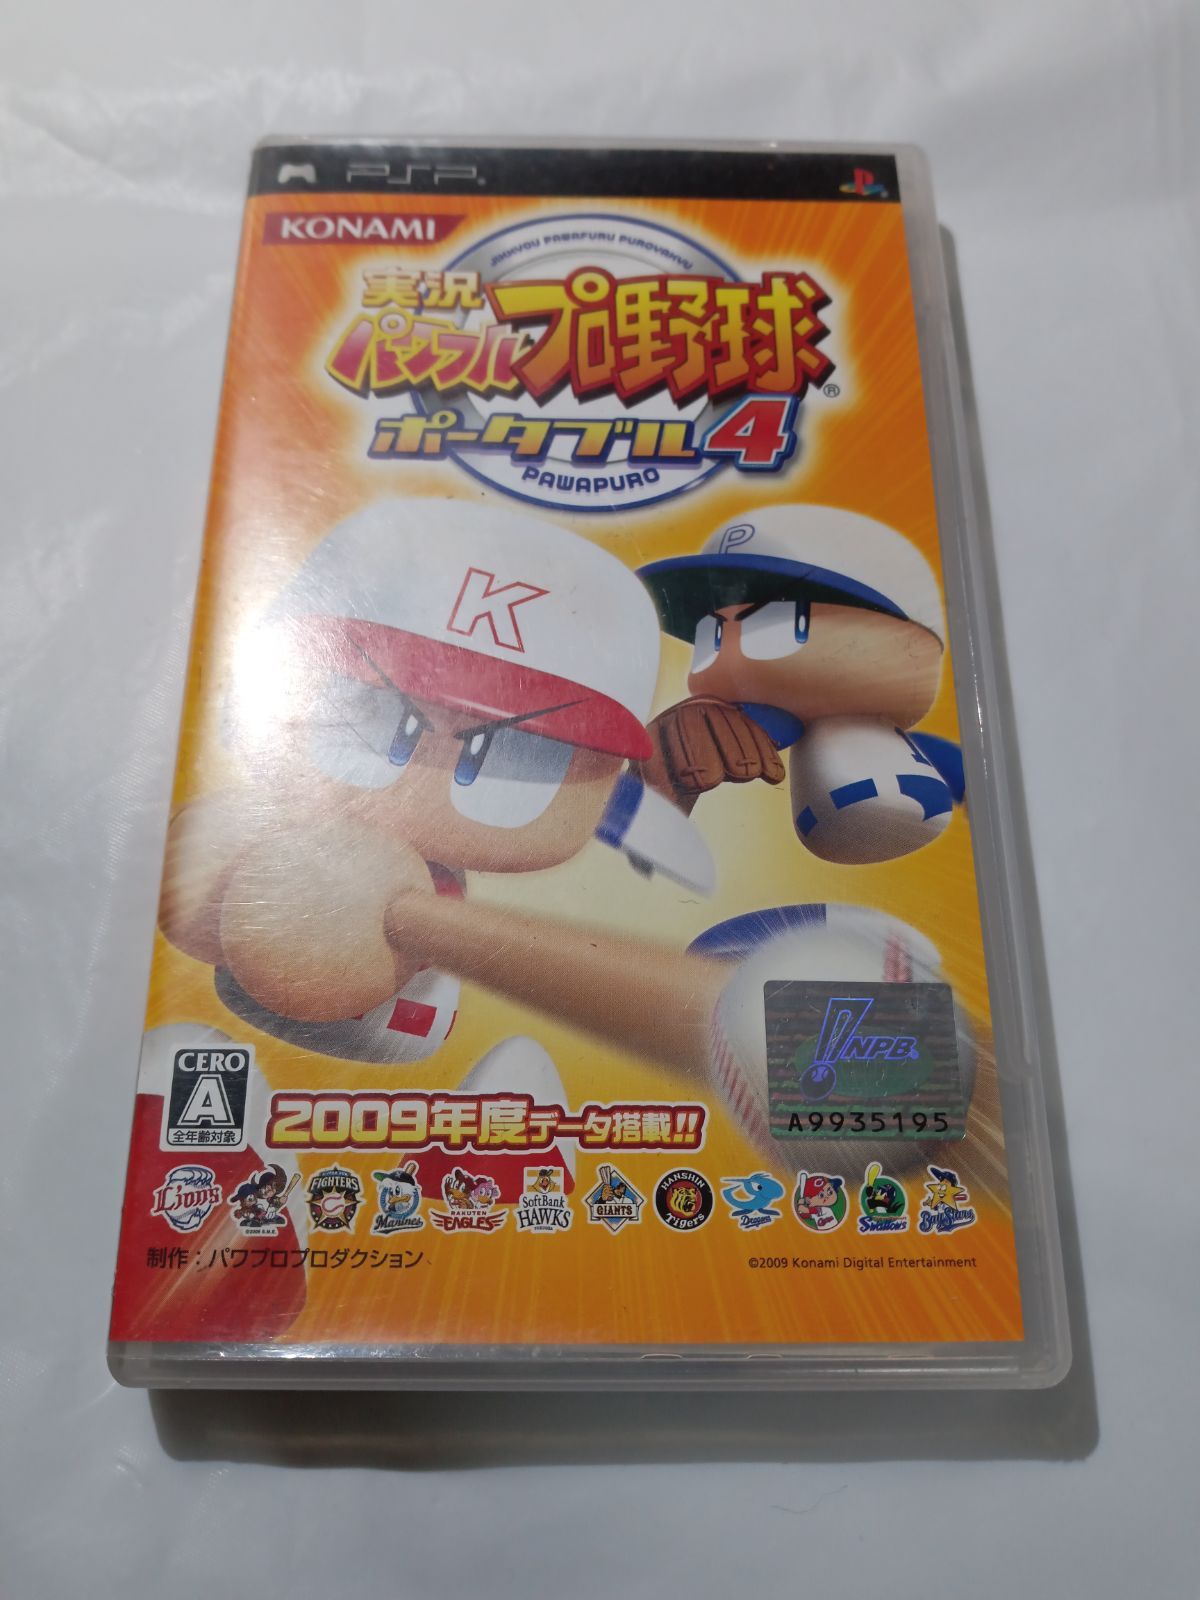 PSP
KONAMI
JIKKYOU PAWAFURU PUROYAKYU
実況
パワフルプロ野球®
ポータブル4
PAWAPURO
K
P
NPB
A9935195
CERO
A
全年齢対象
2009年度データ搭載!!
Lions
FIGHTERS
Marines
RAKUTEN
EAGLES
SoftBank
HAWKS
GIANTS
HANSHIN
Tigers
Dragons
Carp
Swallows
BayStars
制作：パワプロプロダクション
©2009 Konami Digital Entertainment